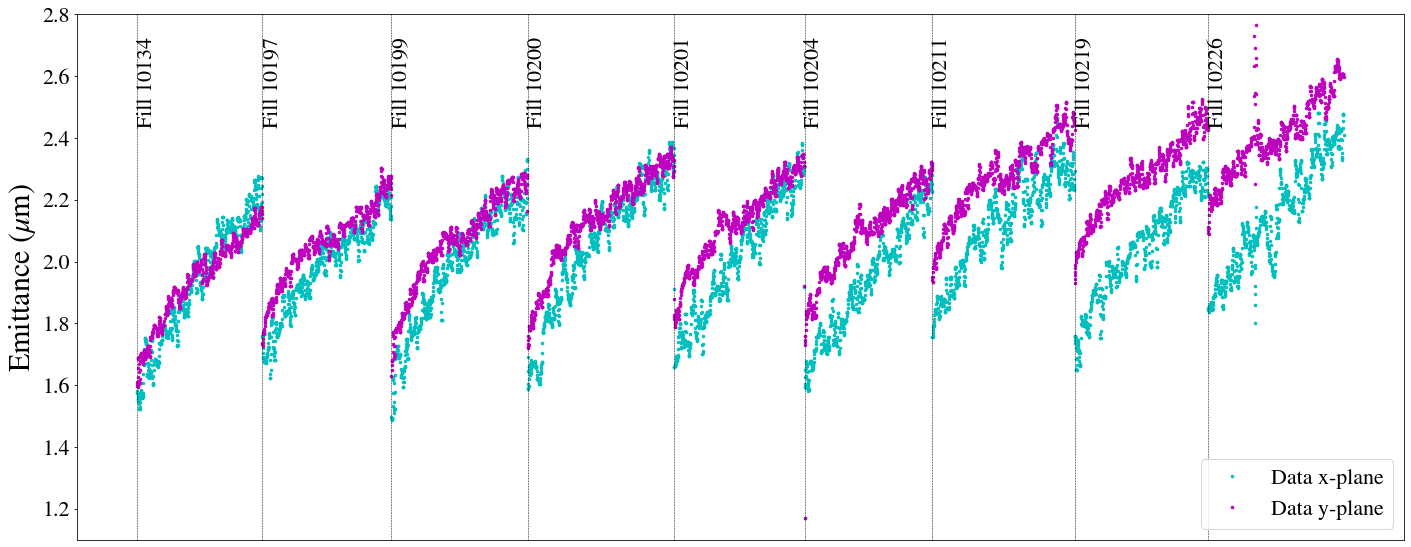 Emittance (μm)
2.8
2.6
2.4
2.2
2.0
1.8
1.6
1.4
1.2
Fill 10134
Fill 10197
Fill 10199
Fill 10200
Fill 10201
Fill 10204
Fill 10211
Fill 10219
Fill 10226
Data x-plane
Data y-plane